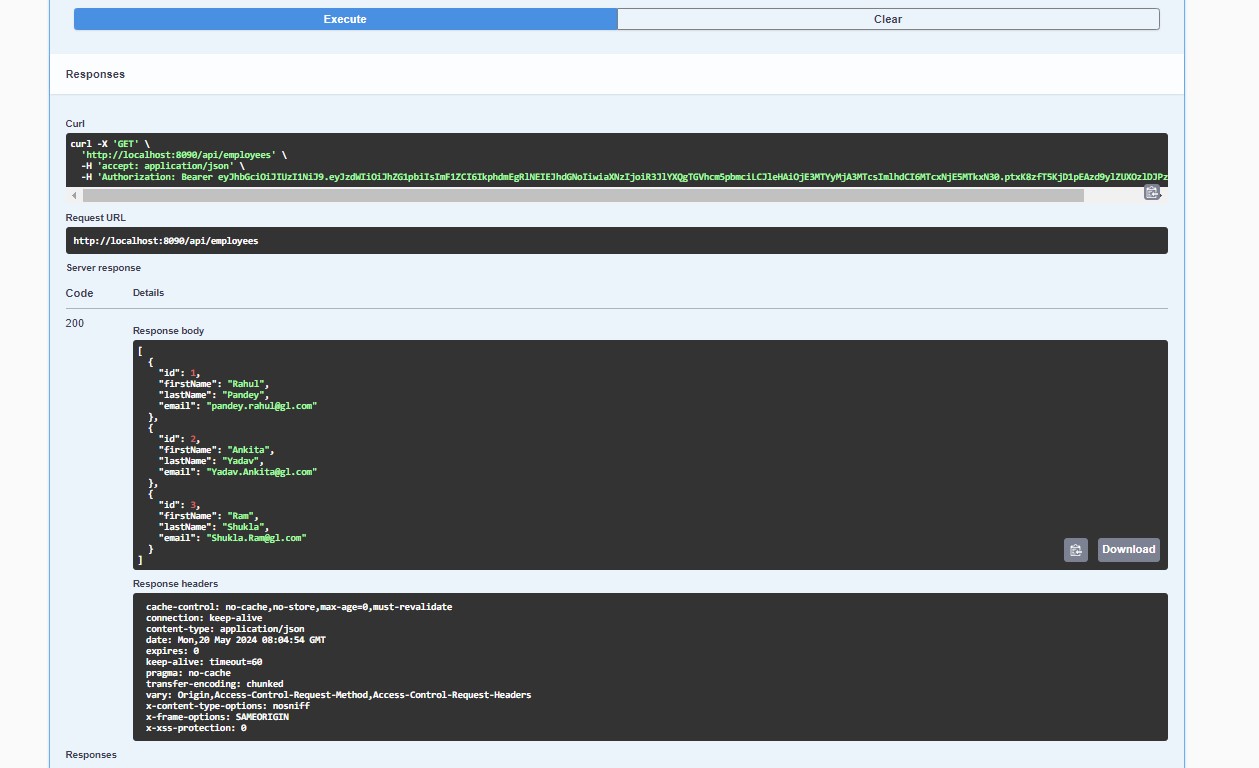 Execute
Clear
Responses
Curl
curl -X 'GET' \
'http://localhost:8090/api/employees' \
-H 'accept: application/json' \
-H 'Authorization: Bearer
Request URL
http://localhost:8090/api/employees
Server response
Code
Details
200
Response body
[
{
"id": 1,
"firstName": "Rahul",
"lastName": "Pandey",
"email": "pandey.rahul@gl.com"
},
{
"id": 2,
"firstName": "Ankita",
"lastName": "Yadav",
"email": "Yadav.Ankita@gl.com"
},
{
"id": 3,
"firstName": "Ram",
"lastName": "Shukla",
"email": "Shukla.Ram@gl.com"
}
]
Download
Response headers
cache-control: no-cache,no-store,max-age=0,must-revalidate
connection: keep-alive
content-type: application/json
date: Mon,20 May 2024 08:04:54 GMT
expires: 0
keep-alive: timeout=60
pragma: no-cache
transfer-encoding: chunked
vary: Origin,Access-Control-Request-Method,Access-Control-Request-Headers
x-content-type-options: nosniff
x-frame-options: SAMEORIGIN
x-xss-protection: 0
Responses